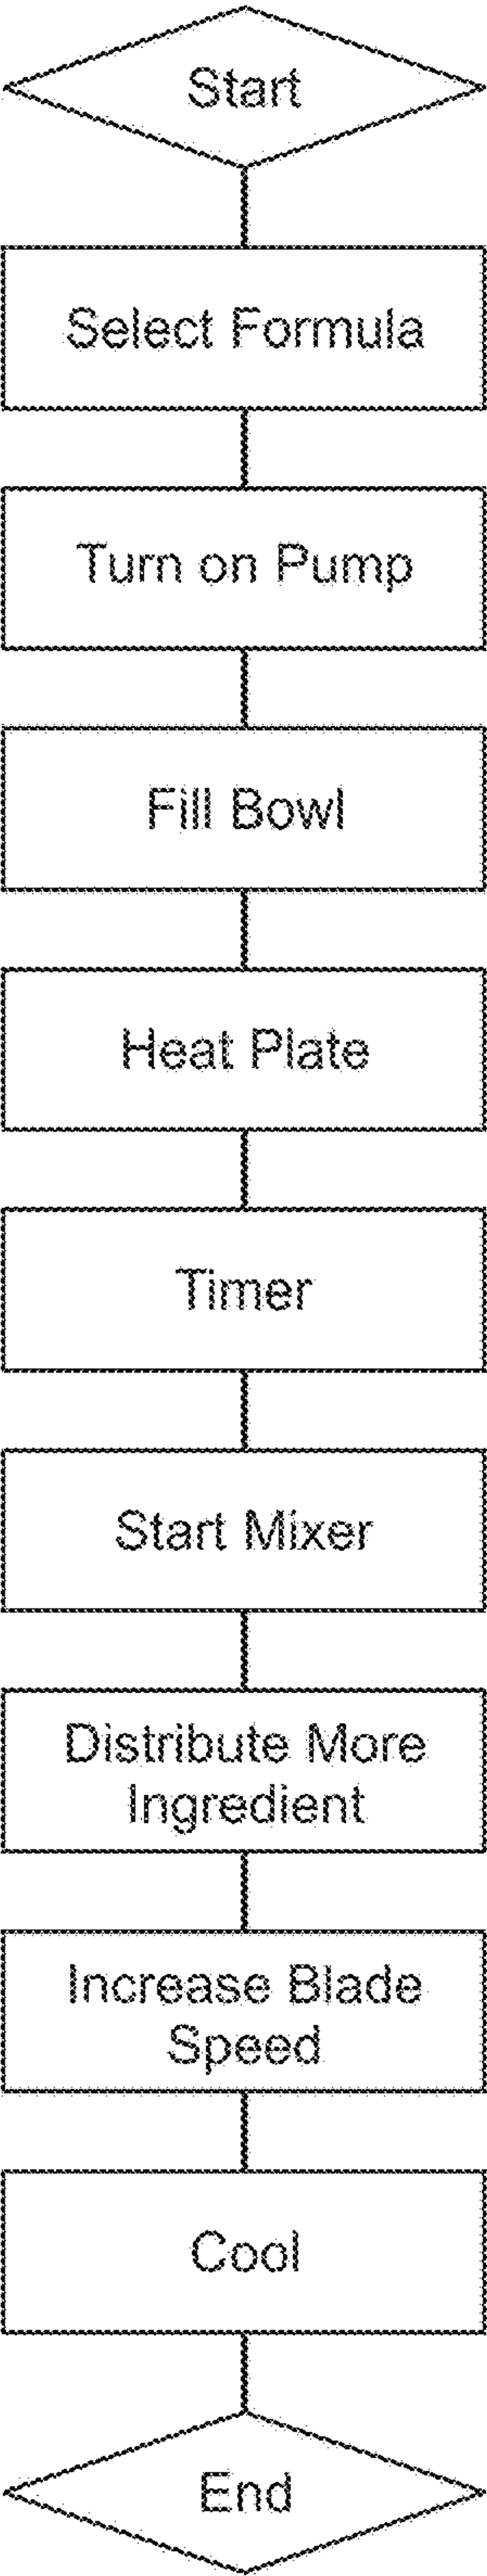 Start
Select Formula
Turn on Pump
Fill Bowl
Heat Plate
Timer
Start Mixer
Distribute More
Ingredient
Increase Blade
Speed
Cool
End